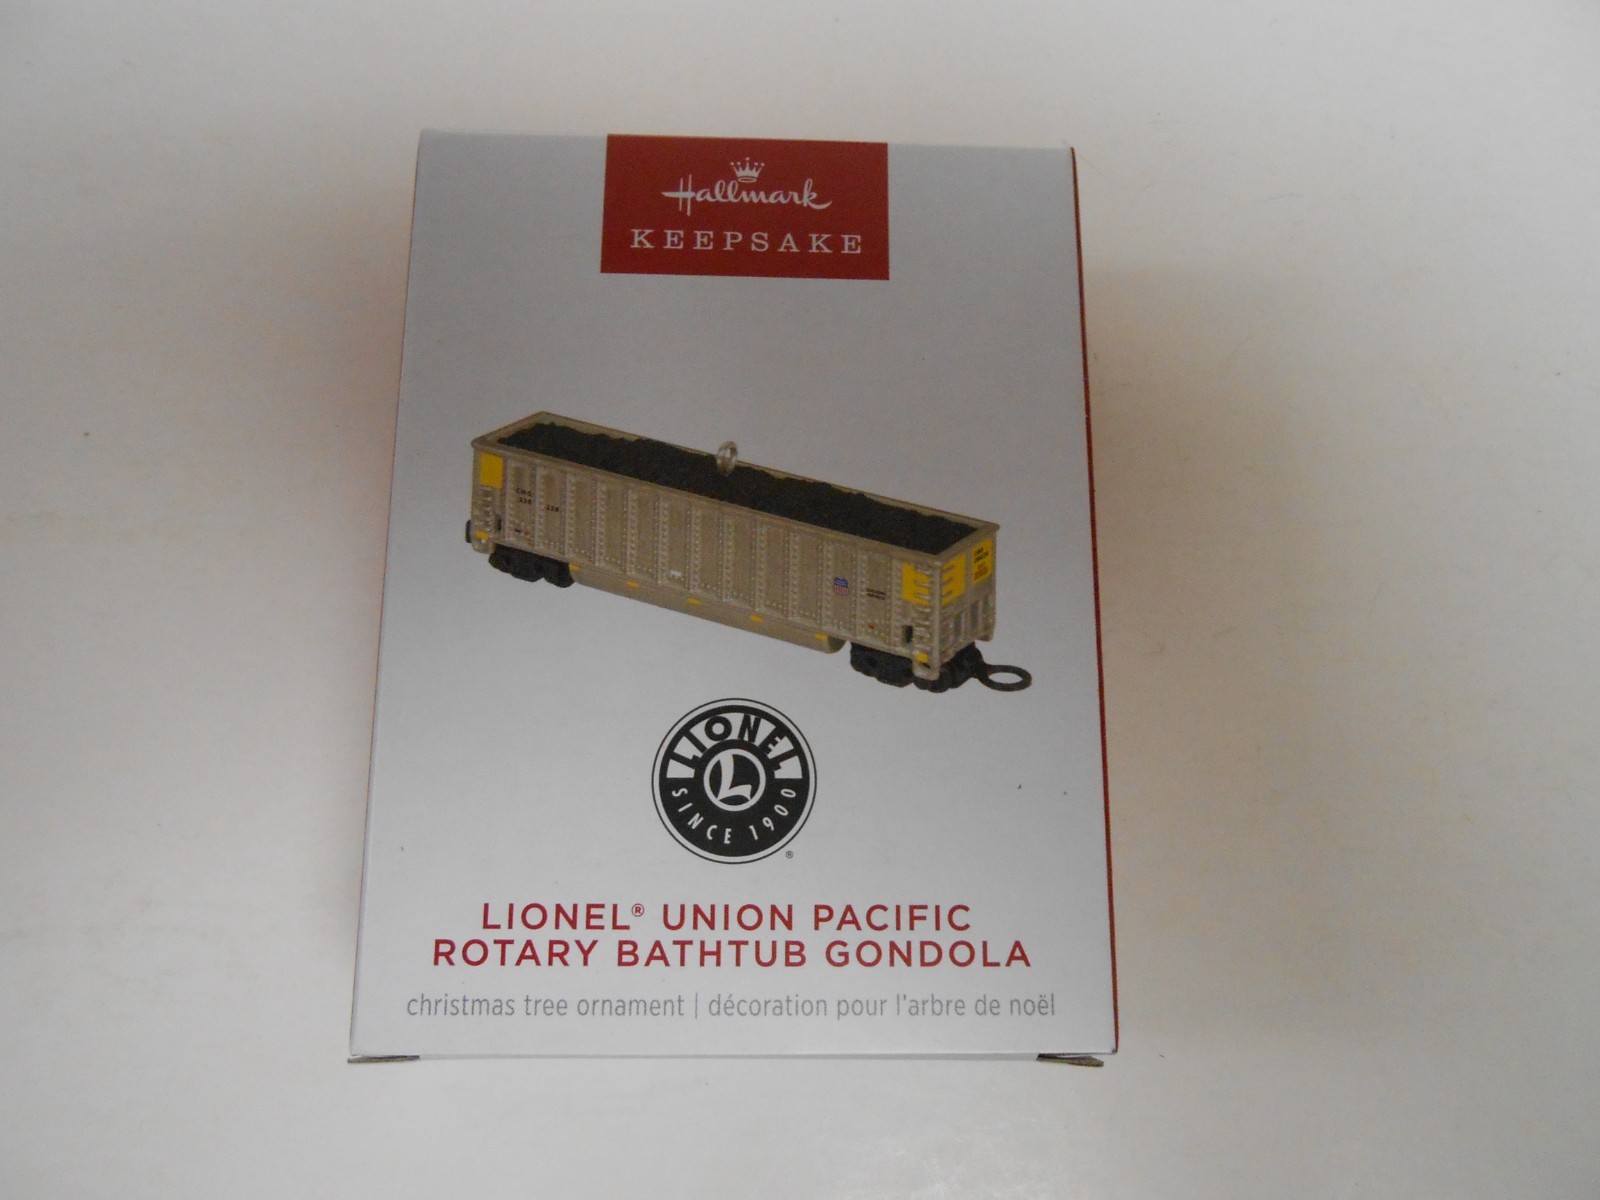 Hallmark
KEEPSAKE
LIONEL
L
SINCE 1900
®
LIONEL® UNION PACIFIC
ROTARY BATHTUB GONDOLA
christmas tree ornament | décoration pour l'arbre de noël